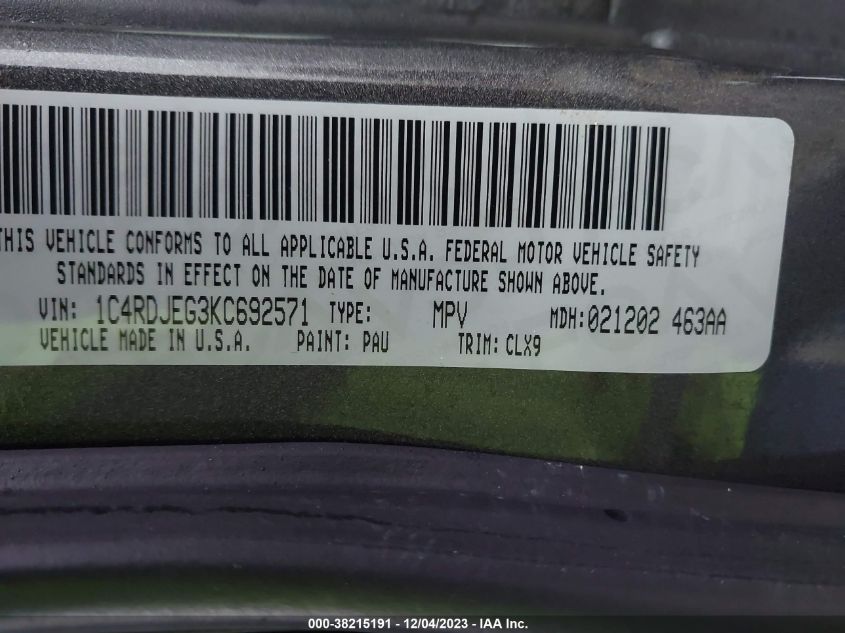 THIS VEHICLE CONFORMS TO ALL APPLICABLE U.S.A. FEDERAL MOTOR VEHICLE SAFETY
STANDARDS IN EFFECT ON THE DATE OF MANUFACTURE SHOWN ABOVE.
VIN: 1C4RDJEG3KC692571 TYPE: MPV MDH:021202 463AA
VEHICLE MADE IN U.S.A. PAINT: PAU TRIM: CLX9
000-38215191 - 12/04/2023 - IAA Inc.